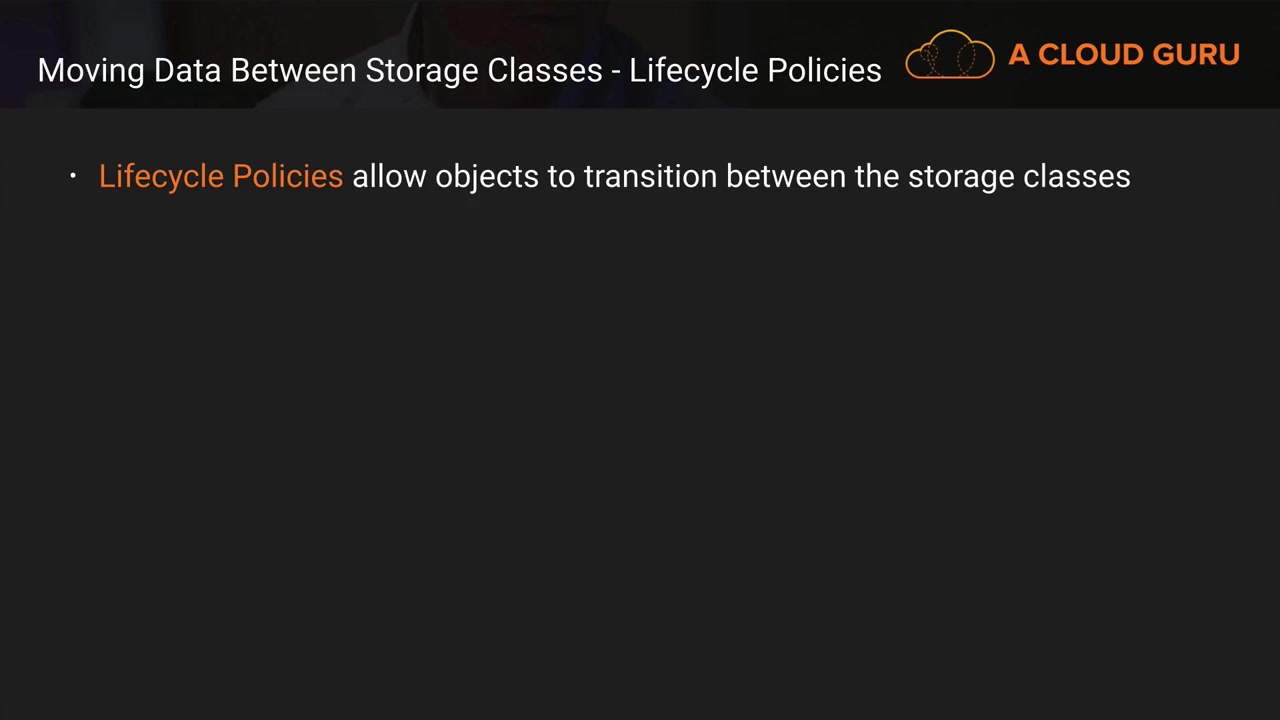 Moving Data Between Storage Classes - Lifecycle Policies
A CLOUD GURU
· Lifecycle Policies allow objects to transition between the storage classes